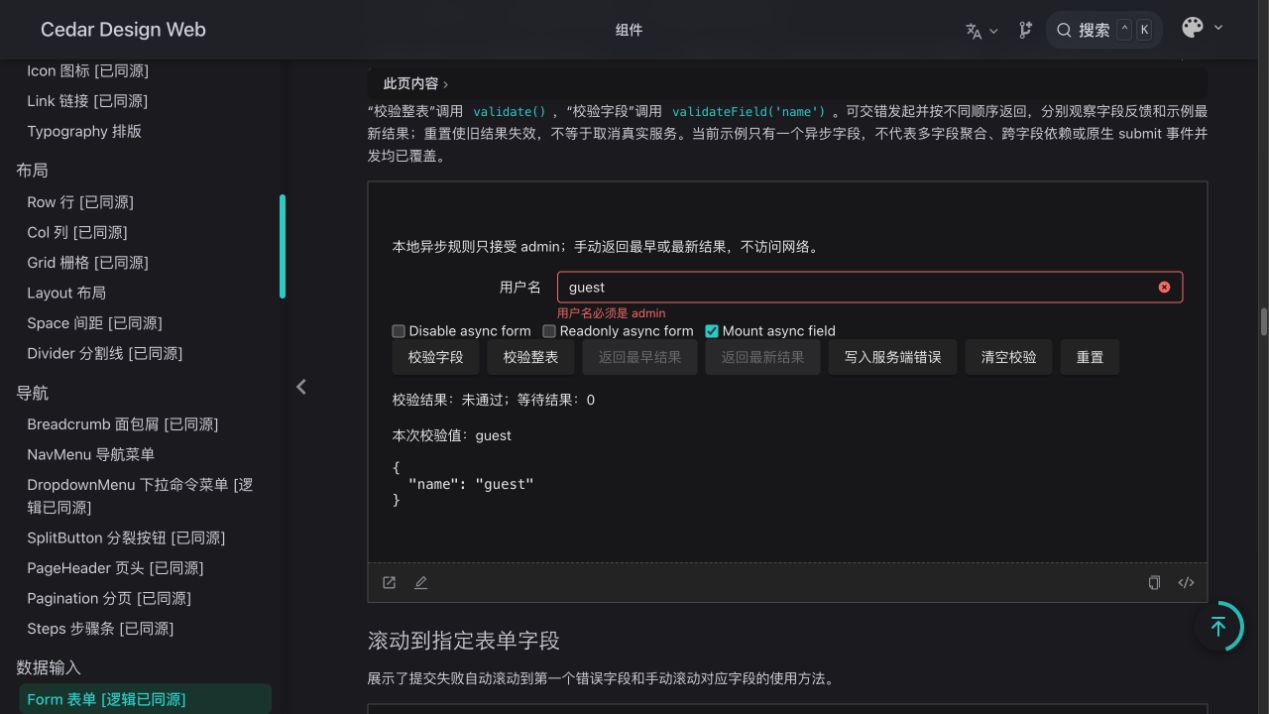 Cedar Design Web
组件
搜索 ^ K
Icon 图标 [已同源]
Link 链接 [已同源]
Typography 排版
布局
Row 行 [已同源]
Col 列 [已同源]
Grid 栅格 [已同源]
Layout 布局
Space 间距 [已同源]
Divider 分割线 [已同源]
导航
Breadcrumb 面包屑 [已同源]
NavMenu 导航菜单
DropdownMenu 下拉命令菜单 [逻
辑已同源]
SplitButton 分裂按钮 [已同源]
PageHeader 页头 [已同源]
Pagination 分页 [已同源]
Steps 步骤条 [已同源]
数据输入
Form 表单 [逻辑已同源]
此页内容 ›
“校验整表”调用 validate() ，“校验字段”调用 validateField('name') 。可交错发起并按不同顺序返回，分别观察字段反馈和示例最
新结果；重置使旧结果失效，不等于取消真实服务。当前示例只有一个异步字段，不代表多字段聚合、跨字段依赖或原生 submit 事件并
发均已覆盖。
本地异步规则只接受 admin；手动返回最早或最新结果，不访问网络。
用户名 guest
用户名必须是 admin
Disable async form Readonly async form Mount async field
校验字段 校验整表 返回最早结果 返回最新结果 写入服务端错误 清空校验 重置
校验结果：未通过；等待结果：0
本次校验值：guest
{
"name": "guest"
}
滚动到指定表单字段
展示了提交失败自动滚动到第一个错误字段和手动滚动对应字段的使用方法。